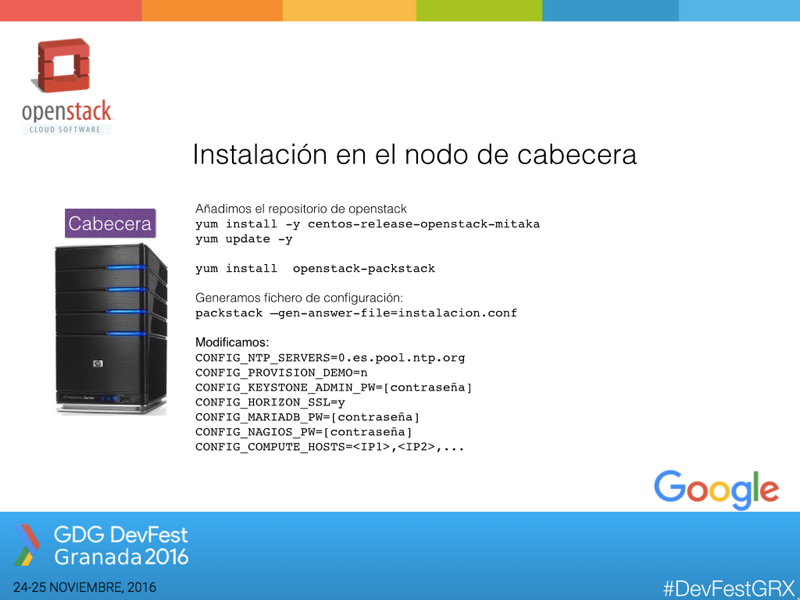 openstack
CLOUD SOFTWARE
Instalación en el nodo de cabecera
Cabecera
Añadimos el repositorio de openstack
yum install -y centos-release-openstack-mitaka
yum update -y
yum install  openstack-packstack
Generamos fichero de configuración:
packstack —gen-answer-file=instalacion.conf
Modificamos:
CONFIG_NTP_SERVERS=0.es.pool.ntp.org
CONFIG_PROVISION_DEMO=n
CONFIG_KEYSTONE_ADMIN_PW=[contraseña]
CONFIG_HORIZON_SSL=y
CONFIG_MARIADB_PW=[contraseña]
CONFIG_NAGIOS_PW=[contraseña]
CONFIG_COMPUTE_HOSTS=<IP1>,<IP2>,...
Google
GDG DevFest
Granada2016
24-25 NOVIEMBRE, 2016
#DevFestGRX